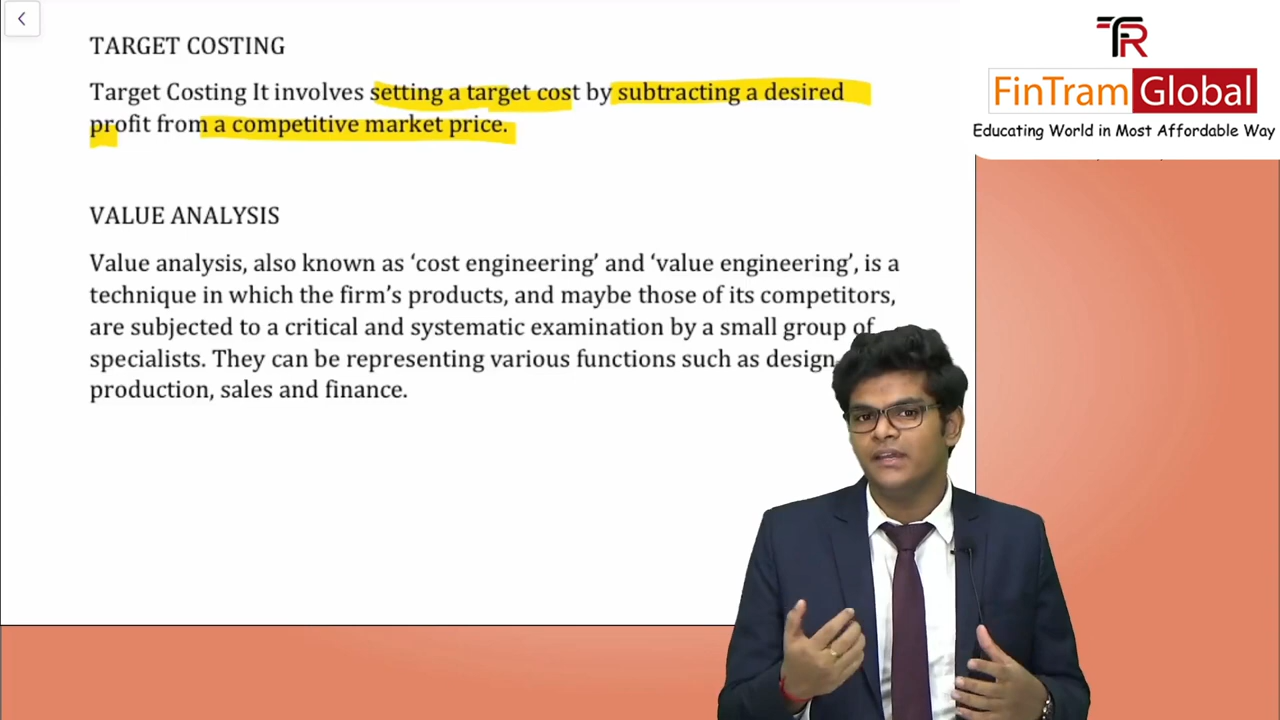 TARGET COSTING
Target Costing It involves setting a target cost by subtracting a desired
profit from a competitive market price.
VALUE ANALYSIS
Value analysis, also known as ‘cost engineering’ and ‘value engineering’, is a
technique in which the firm’s products, and maybe those of its competitors,
are subjected to a critical and systematic examination by a small group of
specialists. They can be representing various functions such as design
production, sales and finance.
TR
FinTram Global
Educating World in Most Affordable Way